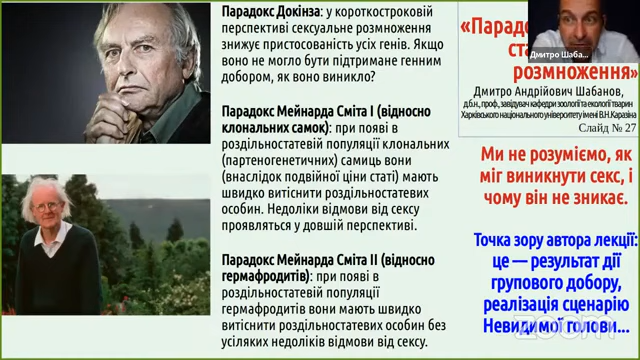 Парадокс Докінза: у короткостроковій
перспективі сексуальне розмноження
знижує пристосованість усіх генів. Якщо
воно не могло бути підтримане генним
добором, як воно виникло?
Парадокс Мейнарда Сміта I (відносно
клональних самок): при появі в
роздільностатевій популяції клональних
(партеногенетичних) самиць вони
(внаслідок подвійної ціни статі) мають
швидко витіснити роздільностатевих
особин. Недоліки відмови від сексу
проявляться у довшій перспективі.
Парадокс Мейнарда Сміта II (відносно
гермафродитів): при появі в
роздільностатевій популяції
гермафродитів вони мають швидко
витіснити роздільностатевих особин без
усіляких недоліків відмови від сексу.
«Парадо
ста
розмноження»
Дмитро Андрійович Шабанов,
д.б.н., проф., завідувач кафедри зоології та екології тварин
Харківського національного університету імені В.Н.Каразіна
Слайд № 27
Ми не розуміємо, як
міг виникнути секс, і
чому він не зникає.
Точка зору автора лекції:
це — результат дії
групового добору,
реалізація сценарію
Невидимої голови...
Дмитро Шаба...
zoom